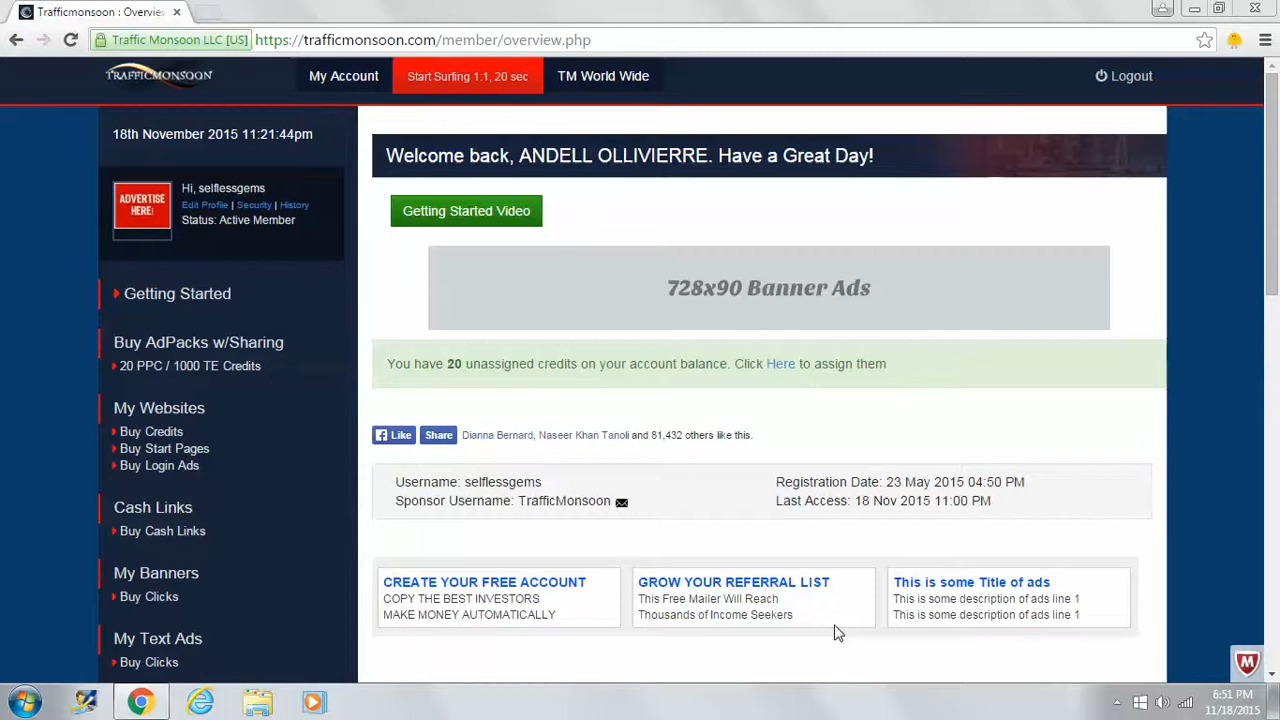 Trafficmonsoon : Overvie
Traffic Monsoon LLC [US]
https://trafficmonsoon.com/member/overview.php
TRAFFICMONSOON
My Account
Start Surfing 1:1, 20 sec
TM World Wide
Logout
18th November 2015 11:21:44pm
ADVERTISE
HERE!
Hi, selflessgems
Edit Profile | Security | History
Status: Active Member
Getting Started
Buy AdPacks w/Sharing
20 PPC / 1000 TE Credits
My Websites
Buy Credits
Buy Start Pages
Buy Login Ads
Cash Links
Buy Cash Links
My Banners
Buy Clicks
My Text Ads
Buy Clicks
Welcome back, ANDELL OLLIVIERRE. Have a Great Day!
Getting Started Video
728x90 Banner Ads
You have 20 unassigned credits on your account balance. Click Here to assign them
Like
Share
Dianna Bernard, Naseer Khan Tanoli and 81,432 others like this.
Username: selflessgems
Sponsor Username: TrafficMonsoon
Registration Date: 23 May 2015 04:50 PM
Last Access: 18 Nov 2015 11:00 PM
CREATE YOUR FREE ACCOUNT
COPY THE BEST INVESTORS
MAKE MONEY AUTOMATICALLY
GROW YOUR REFERRAL LIST
This Free Mailer Will Reach
Thousands of Income Seekers
This is some Title of ads
This is some description of ads line 1
This is some description of ads line 1
6:51 PM
11/18/2015